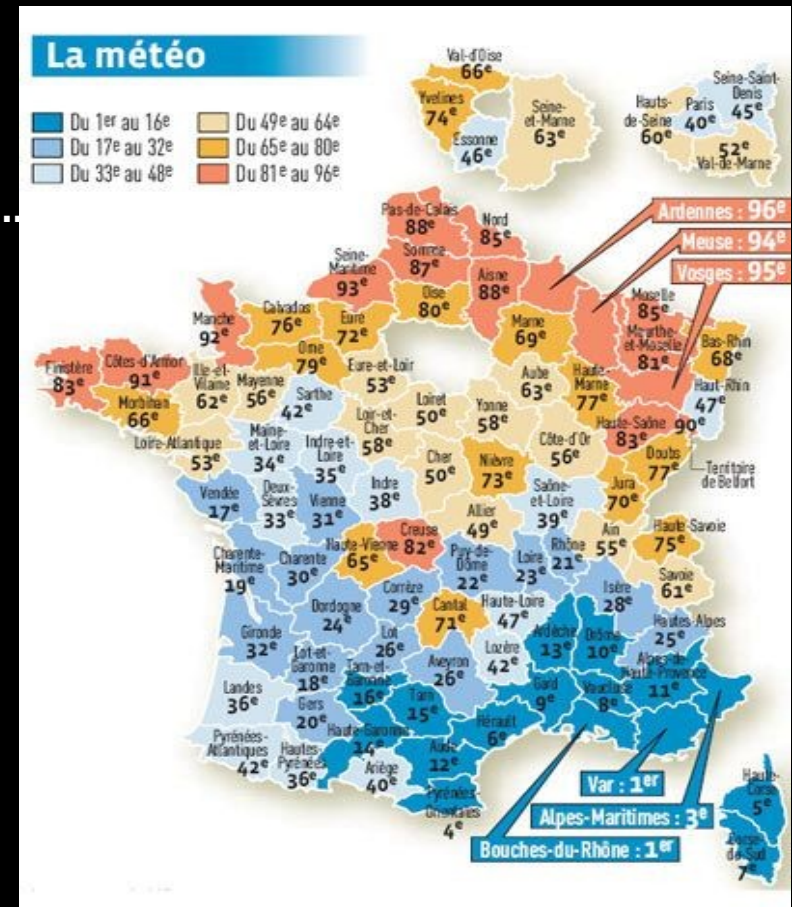 La météo
Du 1er au 16e
Du 17e au 32e
Du 33e au 48e
Du 49e au 64e
Du 65e au 80e
Du 81e au 96e
Val-d'Oise
66e
Yvelines
74e
Essonne
46e
Seine-
et-Marne
63e
Hauts-
de-Seine
60e
Paris
40e
Seine-Saint-
Denis
45e
52e
Val-de-Marne
..
Ardennes : 96e
Meuse : 94e
Vosges : 95e
Pas-de-Calais
88e
Nord
85e
Somme
87e
Seine-
Maritime
93e
Aisne
88e
Oise
80e
Moselle
85e
Meurthe-
et-Moselle
81e
Bas-Rhin
68e
Manche
92e
Calvados
76e
Eure
72e
Marne
69e
Orne
79e
Finistère
83e
Côtes-d'Armor
91e
Morbihan
66e
Ille-et-
Vilaine
62e
Mayenne
56e
Sarthe
42e
Eure-et-Loir
53e
Aube
63e
Haute-
Marne
77e
Haut-Rhin
47e
Haute-Saône
83e
90e
Territoire
de Belfort
Loire-Atlantique
53e
Maine-
et-Loire
34e
Indre-et-
Loire
35e
Loir-et-
Cher
58e
Loiret
50e
Yonne
58e
Côte-d'Or
56e
Doubs
77e
Cher
50e
Nièvre
73e
Jura
70e
Vendée
17e
Deux-
Sèvres
33e
Vienne
31e
Indre
38e
Saône-
et-Loire
39e
Allier
49e
Creuse
82e
Haute-Vienne
65e
Ain
55e
Haute-Savoie
75e
Charente-
Maritime
19e
Charente
30e
Puy-de-
Dôme
22e
Loire
23e
Rhône
21e
Savoie
61e
Isère
28e
Corrèze
29e
Dordogne
24e
Cantal
71e
Haute-Loire
47e
Hautes-Alpes
25e
Gironde
32e
Lot
26e
Lot-et-
Garonne
18e
Aveyron
26e
Lozère
42e
Ardèche
13e
Drôme
10e
Alpes-de-
Haute-Provence
11e
Landes
36e
Gers
20e
Tarn-et-
Garonne
16e
Tarn
15e
Gard
9e
Vaucluse
8e
Hérault
6e
Pyrénées-
Atlantiques
42e
Hautes-
Pyrénées
36e
Haute-Garonne
14e
Ariège
40e
Aude
12e
Pyrénées-
Orientales
4e
Var : 1er
Alpes-Maritimes : 3e
Bouches-du-Rhône : 1er
Haute-
Corse
5e
Corse-
de-Sud
7e